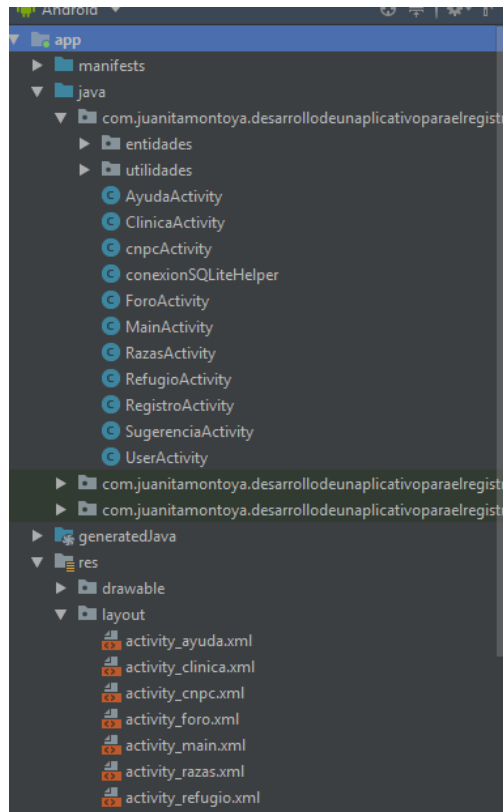 Android
app
manifests
java
com.juanitamontoya.desarrollodeunaplicativoparaelregistr
entidades
utilidades
AyudaActivity
ClinicaActivity
cnpcActivity
conexionSQLiteHelper
ForoActivity
MainActivity
RazasActivity
RefugioActivity
RegistroActivity
SugerenciaActivity
UserActivity
com.juanitamontoya.desarrollodeunaplicativoparaelregistr
com.juanitamontoya.desarrollodeunaplicativoparaelregistr
generatedJava
res
drawable
layout
activity_ayuda.xml
activity_clinica.xml
activity_cnpc.xml
activity_foro.xml
activity_main.xml
activity_razas.xml
activity_refugio.xml